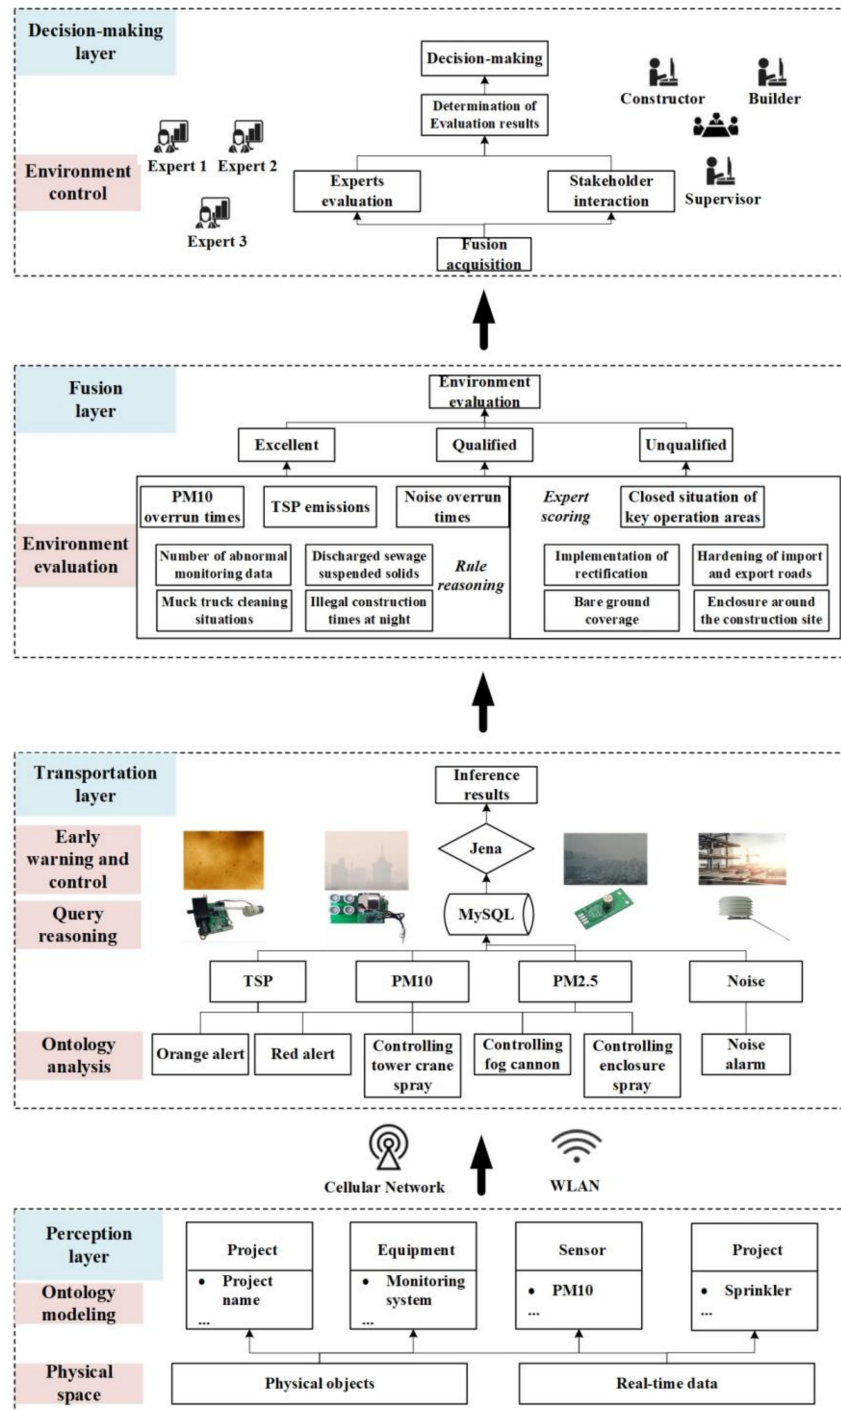 Decision-making
layer
Decision-making
Determination of
Evaluation results
Constructor
Builder
Expert 1
Expert 2
Environment
control
Experts
evaluation
Stakeholder
interaction
Supervisor
Expert 3
Fusion
acquisition
Fusion
layer
Environment
evaluation
Excellent
Qualified
Unqualified
PM10
overrun times
TSP emissions
Noise overrun
times
Expert
scoring
Closed situation of
key operation areas
Environment
evaluation
Number of abnormal
monitoring data
Discharged sewage
suspended solids
Rule
reasoning
Implementation of
rectification
Hardening of import
and export roads
Muck truck cleaning
situations
Illegal construction
times at night
Bare ground
coverage
Enclosure around
the construction site
Transportation
layer
Inference
results
Early
warning and
control
Jena
Query
reasoning
MySQL
TSP
PM10
PM2.5
Noise
Ontology
analysis
Orange alert
Red alert
Controlling
tower crane
spray
Controlling
fog cannon
Controlling
enclosure
spray
Noise
alarm
Cellular Network
WLAN
Perception
layer
Project
Equipment
Sensor
Project
Ontology
modeling
• Project
name
...
• Monitoring
system
...
• PM10
...
• Sprinkler
...
Physical
space
Physical objects
Real-time data